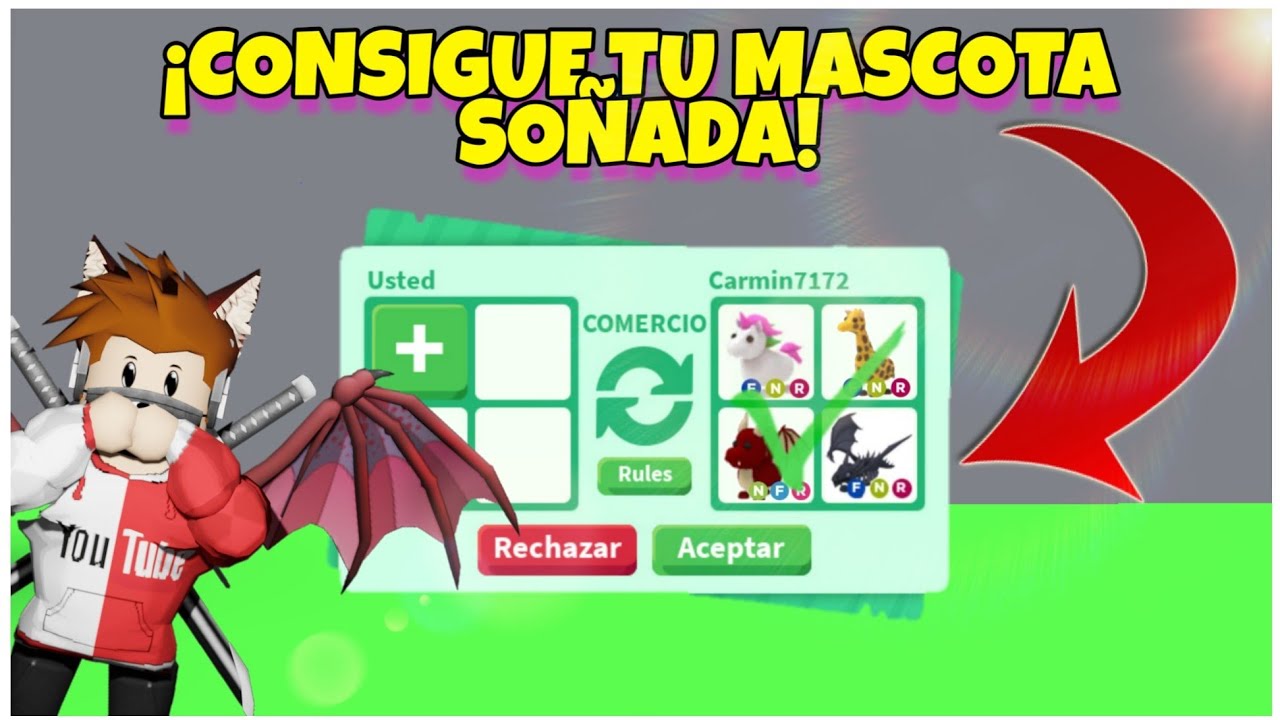 ¡CONSIGUE TU MASCOTA
SOÑADA!
Usted
Carmin7172
COMERCIO
F N R
F N R
N F R
F N R
Rules
Rechazar
Aceptar
YouTube